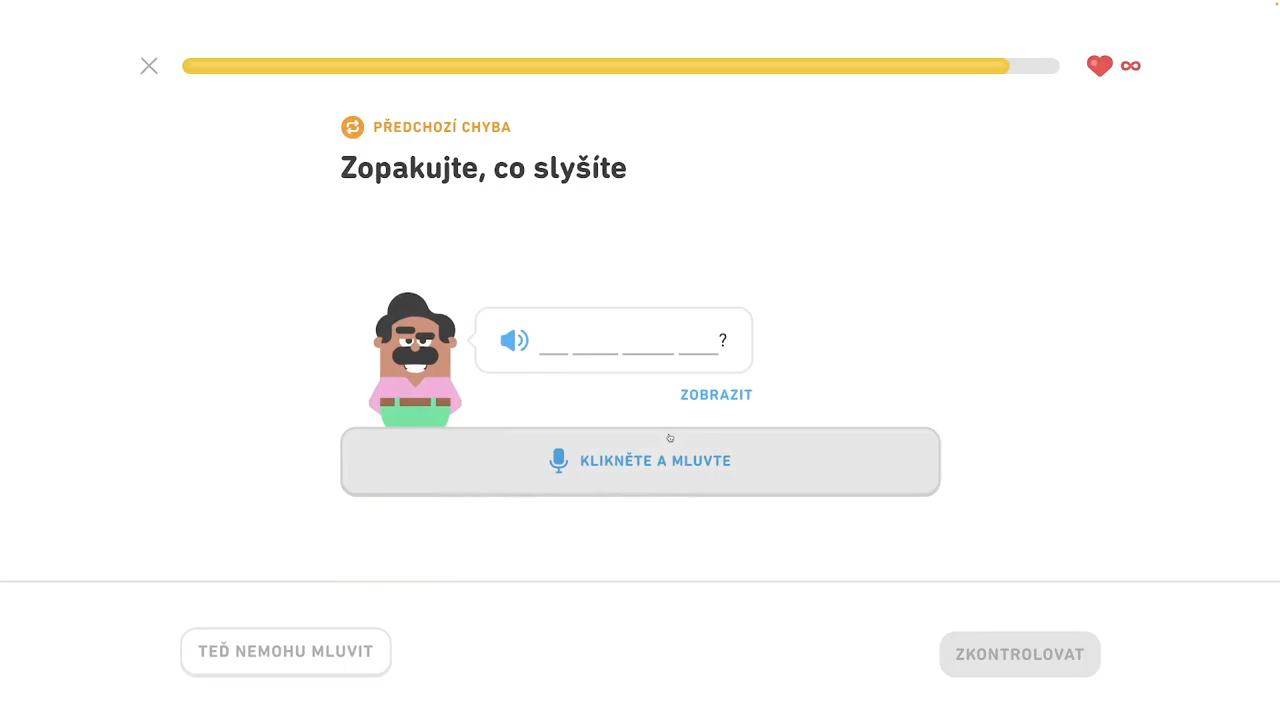 PŘEDCHOZÍ CHYBA
Zopakujte, co slyšíte
?
ZOBRAZIT
KLIKNĚTE A MLUVTE
TEĎ NEMOHU MLUVIT
ZKONTROLOVAT